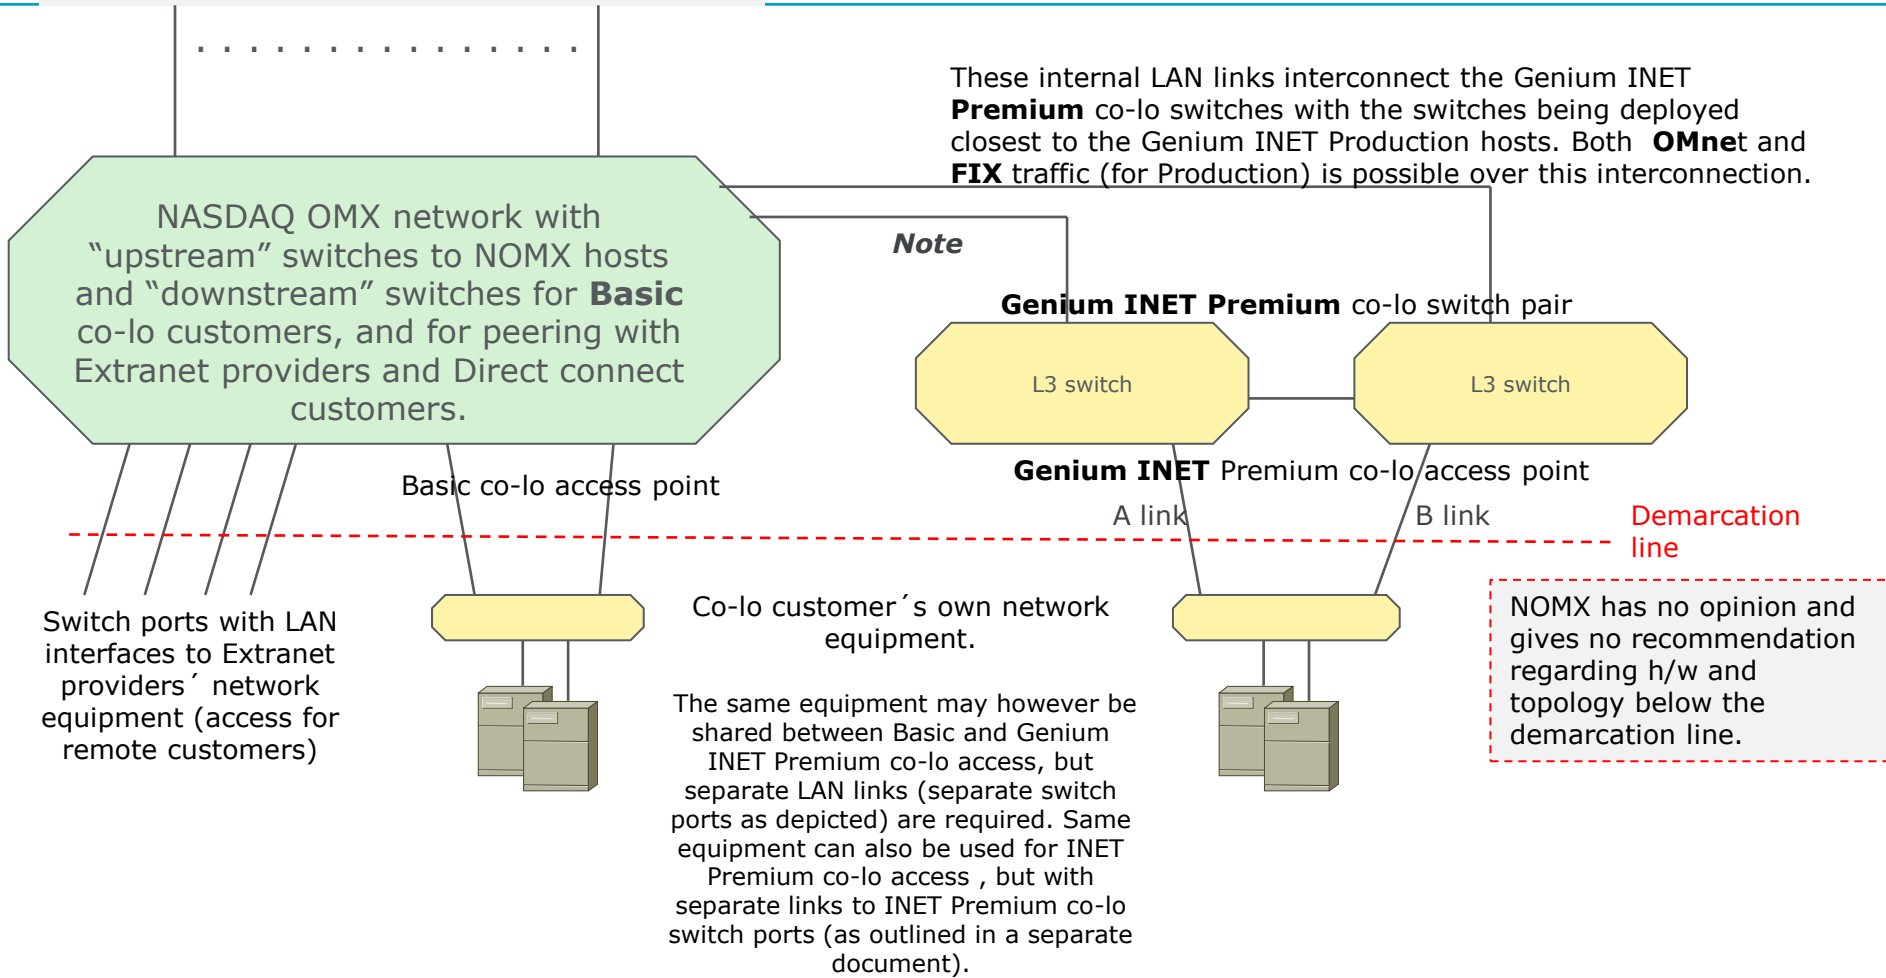 . . . . . . . . . . . . . . .
These internal LAN links interconnect the Genium INET
Premium co-lo switches with the switches being deployed
closest to the Genium INET Production hosts. Both  OMnet and
FIX traffic (for Production) is possible over this interconnection.
NASDAQ OMX network with
“upstream” switches to NOMX hosts
and “downstream” switches for Basic
co-lo customers, and for peering with
Extranet providers and Direct connect
customers.
Note
Genium INET Premium co-lo switch pair
L3 switch
L3 switch
Basic co-lo access point
Genium INET Premium co-lo access point
A link
B link
Demarcation
line
Switch ports with LAN
interfaces to Extranet
providers´ network
equipment (access for
remote customers)
Co-lo customer´s own network
equipment.
The same equipment may however be
shared between Basic and Genium
INET Premium co-lo access, but
separate LAN links (separate switch
ports as depicted) are required. Same
equipment can also be used for INET
Premium co-lo access , but with
separate links to INET Premium co-lo
switch ports (as outlined in a separate
document).
NOMX has no opinion and
gives no recommendation
regarding h/w and
topology below the
demarcation line.